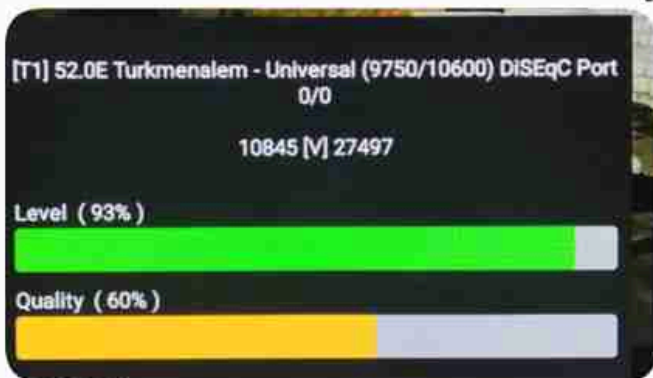 [T1] 52.0E Turkmenalem - Universal (9750/10600) DiSEqC Port
0/0
10845 [V] 27497
Level ( 93% )
Quality ( 60% )